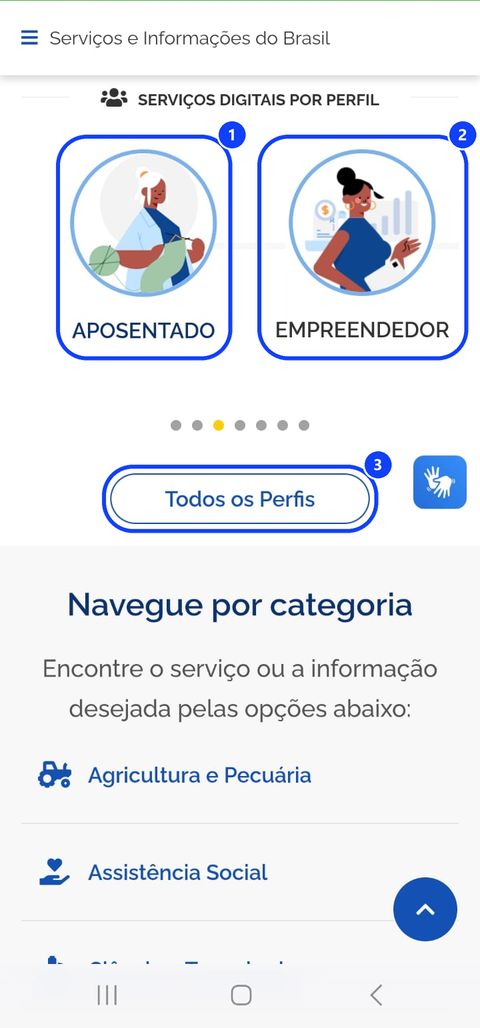 Serviços e Informações do Brasil
SERVIÇOS DIGITAIS POR PERFIL
1
2
APOSENTADO
EMPREENDEDOR
3
Todos os Perfis
Navegue por categoria
Encontre o serviço ou a informação
desejada pelas opções abaixo:
Agricultura e Pecuária
Assistência Social